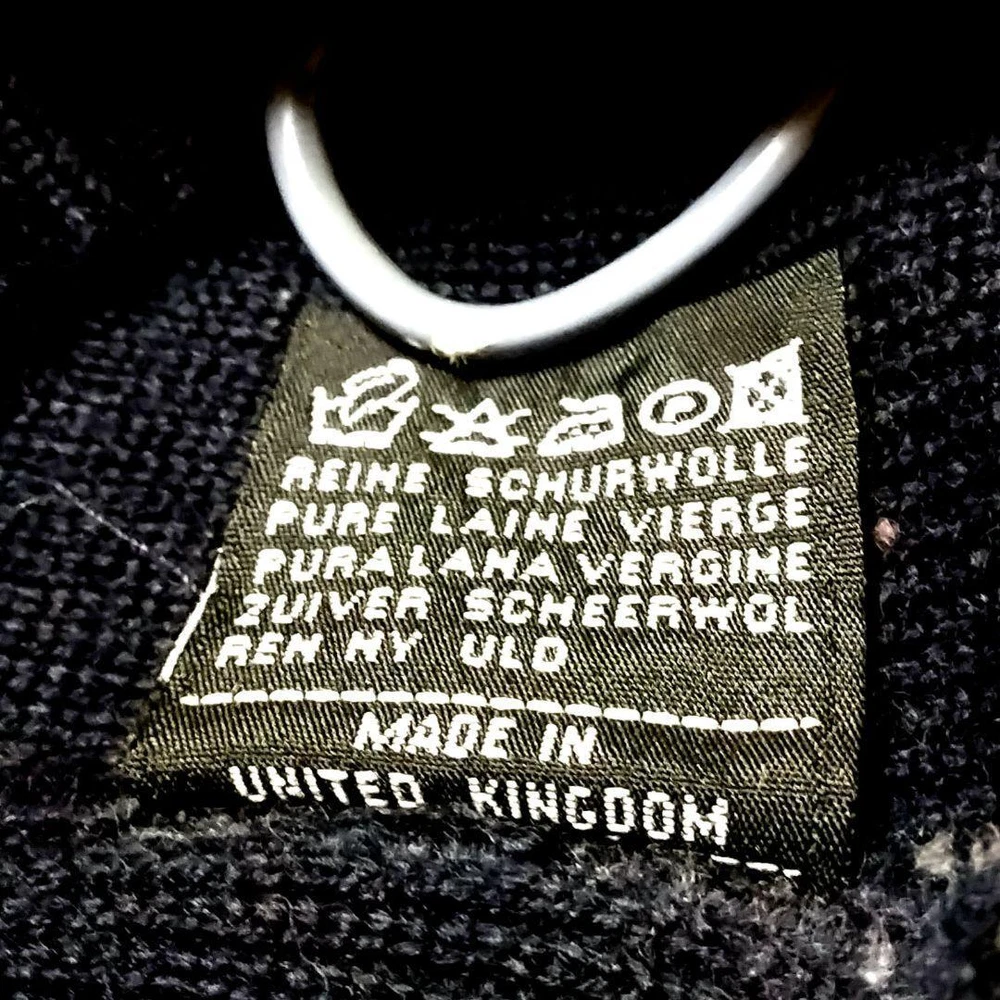 REINE SCHURWOLLE
PURE LAINE VIERGE
PURA LANA VERGINE
ZUIVER SCHEERWOL
REN NY ULD
MADE IN
UNITED KINGDOM